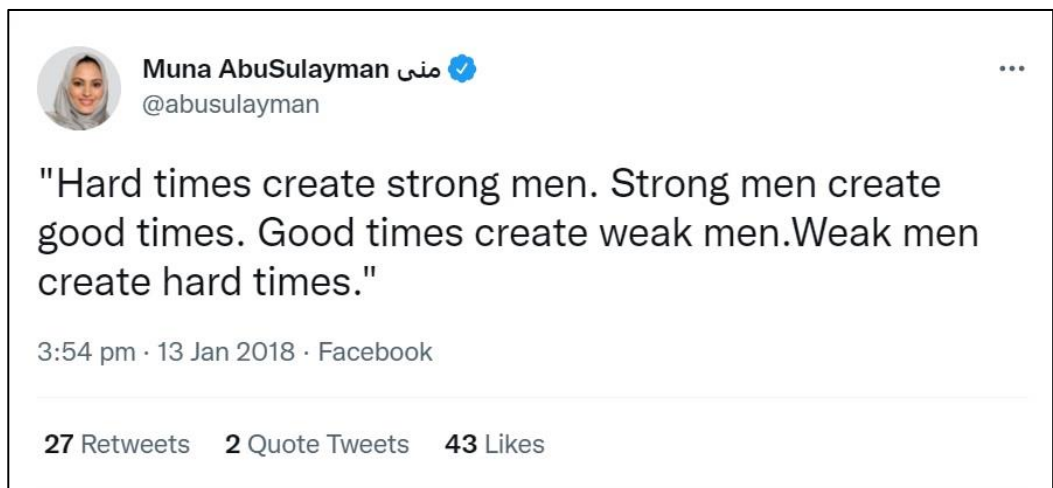 Muna AbuSulayman منى
@abusulayman
"Hard times create strong men. Strong men create
good times. Good times create weak men.Weak men
create hard times."
3:54 pm · 13 Jan 2018 · Facebook
27 Retweets 2 Quote Tweets 43 Likes